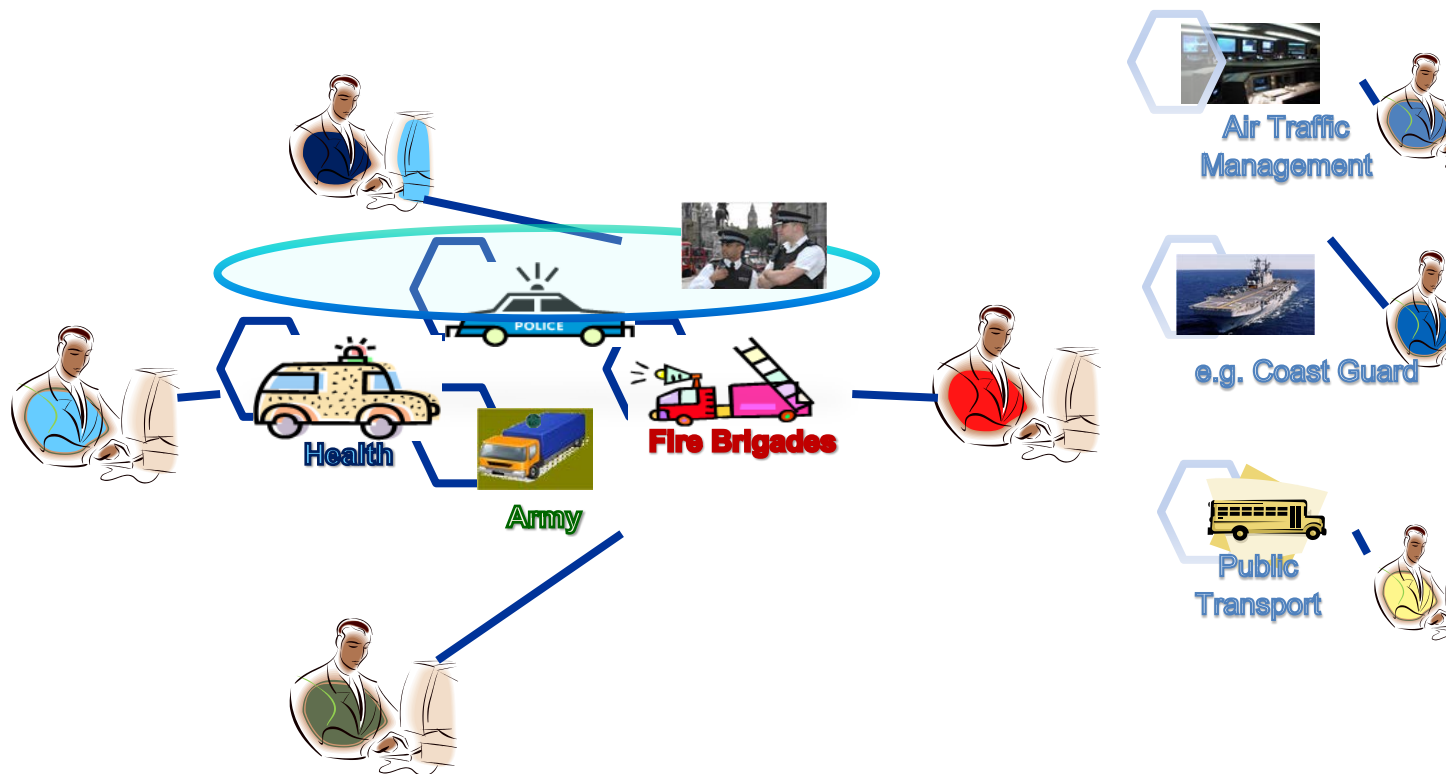 Air Traffic
Management
POLICE
e.g. Coast Guard
Health
Fire Brigades
Army
Public
Transport